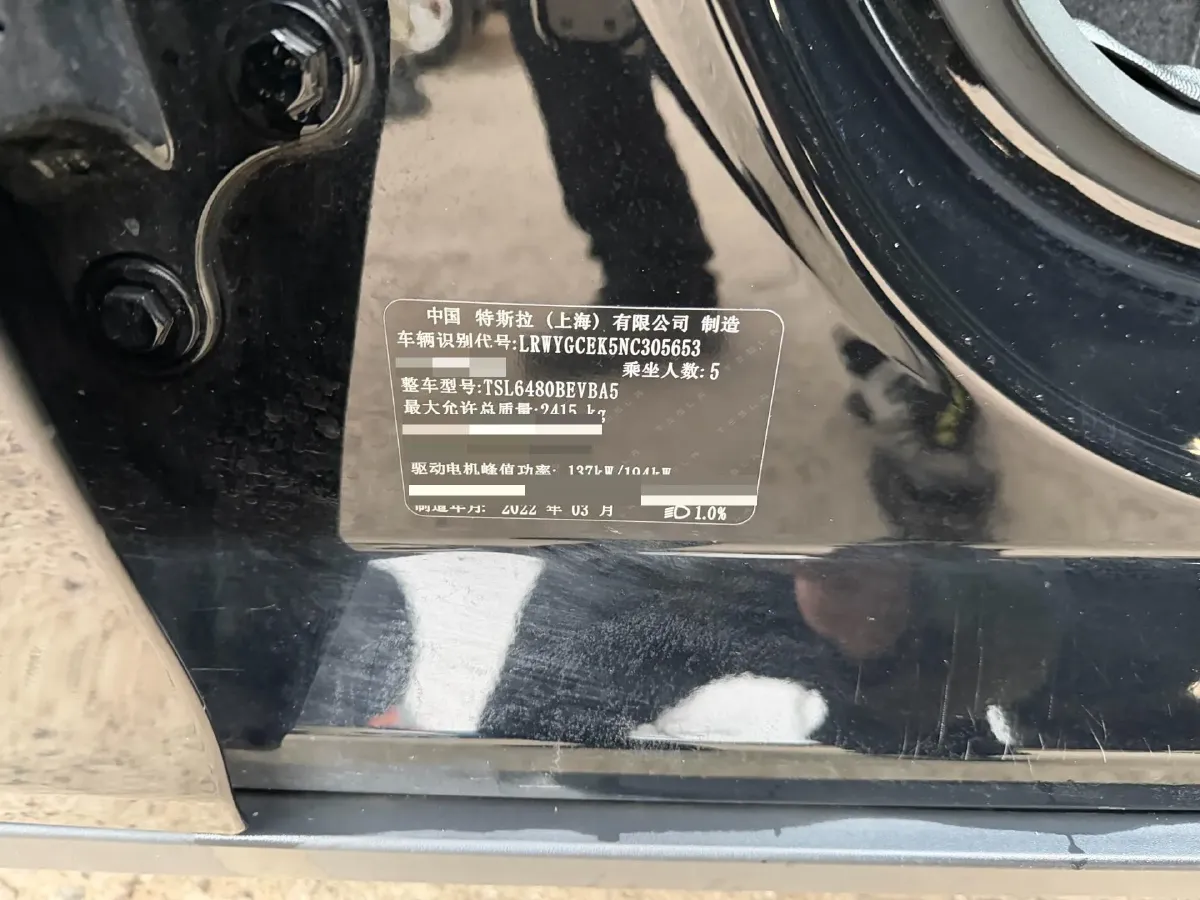 中国 特斯拉(上海)有限公司 制造
车辆识别代号:LRWYGCEK5NC305653
乘坐人数:5
整车型号:TSL6480BEVBA5
最大允许总质量:2415 kg
驱动电机峰值功率: 137kW/194kW
制造年月: 2022 年 03 月
1.0%